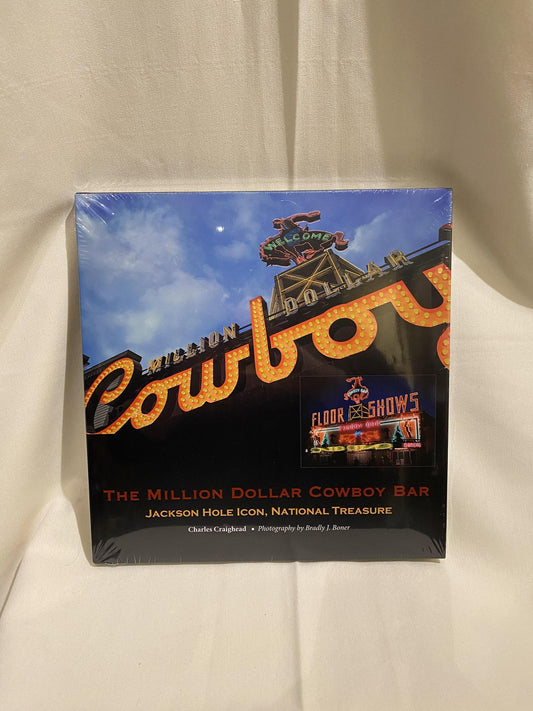 WELCOME
MILLION DOLLAR
Cowboy
FLOOR SHOWS
THE MILLION DOLLAR COWBOY BAR
JACKSON HOLE ICON, NATIONAL TREASURE
Charles Craighead • Photography by Bradly J. Boner